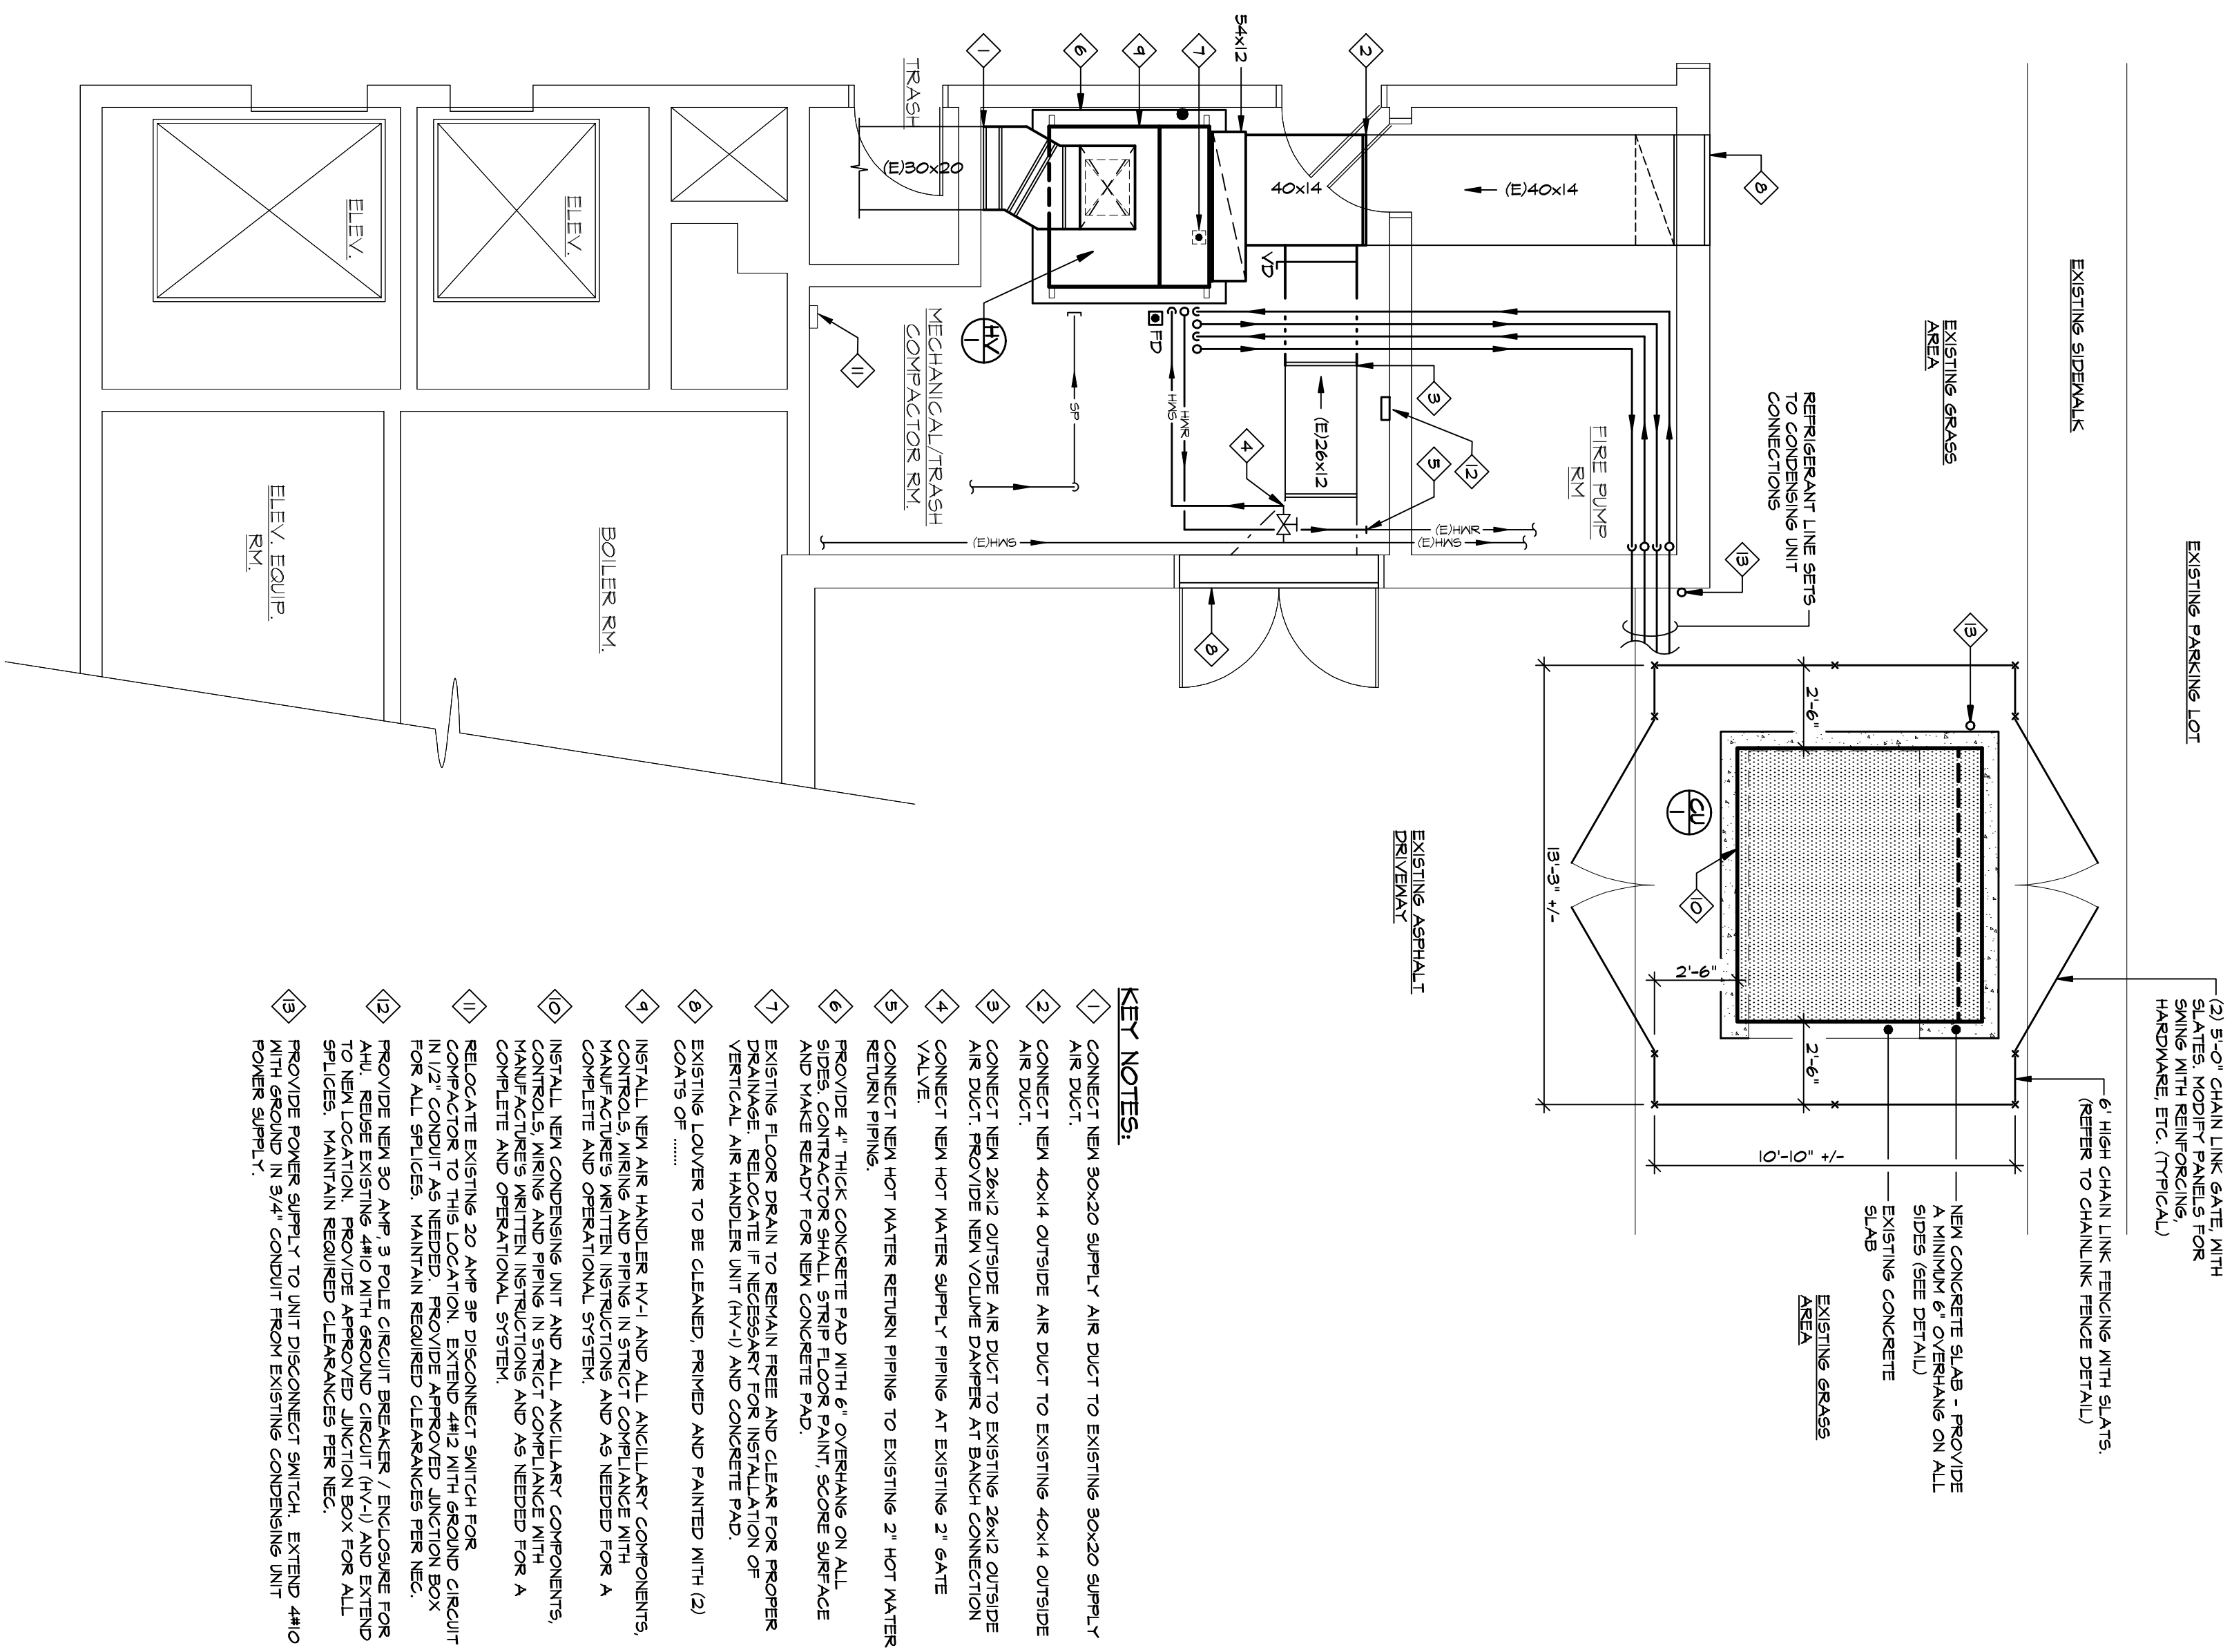 EXISTING PARKING LOT
EXISTING SIDEWALK
EXISTING GRASS
AREA
REFRIGERANT LINE SETS
TO CONDENSING UNIT
CONNECTIONS
(2) 5'-0" CHAIN LINK GATE, WITH
SLATES. MODIFY PANELS FOR
SWING WITH REINFORCING,
HARDWARE, ETC. (TYPICAL)
6' HIGH CHAIN LINK FENCING WITH SLATS.
(REFER TO CHAINLINK FENCE DETAIL)
NEW CONCRETE SLAB - PROVIDE
A MINIMUM 6" OVERHANG ON ALL
SIDES (SEE DETAIL)
EXISTING CONCRETE
SLAB
EXISTING GRASS
AREA
13
13
2'-6"
2'-6"
2'-6"
10'-10" +/-
13'-3" +/-
CU
1
10
EXISTING ASPHALT
DRIVEWAY
8
(E)40x14
FIRE PUMP
RM
2
40x14
54x12
VD
3
12
5
(E)26x12
4
(E)HWR
(E)HWS
(E)HWS
HWR
HWS
FD
SP
8
7
9
6
1
HV
1
MECHANICAL/TRASH
COMPACTOR RM.
TRASH
(E)30x20
11
ELEV.
ELEV.
BOILER RM.
ELEV. EQUIP.
RM.
KEY NOTES:
1 CONNECT NEW 30x20 SUPPLY AIR DUCT TO EXISTING 30x20 SUPPLY
AIR DUCT.
2 CONNECT NEW 40x14 OUTSIDE AIR DUCT TO EXISTING 40x14 OUTSIDE
AIR DUCT.
3 CONNECT NEW 26x12 OUTSIDE AIR DUCT TO EXISTING 26x12 OUTSIDE
AIR DUCT. PROVIDE NEW VOLUME DAMPER AT BANCH CONNECTION
4 CONNECT NEW HOT WATER SUPPLY PIPING AT EXISTING 2" GATE
VALVE.
5 CONNECT NEW HOT WATER RETURN PIPING TO EXISTING 2" HOT WATER
RETURN PIPING.
6 PROVIDE 4" THICK CONCRETE PAD WITH 6" OVERHANG ON ALL
SIDES. CONTRACTOR SHALL STRIP FLOOR PAINT, SCORE SURFACE
AND MAKE READY FOR NEW CONCRETE PAD.
7 EXISTING FLOOR DRAIN TO REMAIN FREE AND CLEAR FOR PROPER
DRAINAGE. RELOCATE IF NECESSARY FOR INSTALLATION OF
VERTICAL AIR HANDLER UNIT (HV-1) AND CONCRETE PAD.
8 EXISTING LOUVER TO BE CLEANED, PRIMED AND PAINTED WITH (2)
COATS OF ......
9 INSTALL NEW AIR HANDLER HV-1 AND ALL ANCILLARY COMPONENTS,
CONTROLS, WIRING AND PIPING IN STRICT COMPLIANCE WITH
MANUFACTURE'S WRITTEN INSTRUCTIONS AND AS NEEDED FOR A
COMPLETE AND OPERATIONAL SYSTEM.
10 INSTALL NEW CONDENSING UNIT AND ALL ANCILLARY COMPONENTS,
CONTROLS, WIRING AND PIPING IN STRICT COMPLIANCE WITH
MANUFACTURE'S WRITTEN INSTRUCTIONS AND AS NEEDED FOR A
COMPLETE AND OPERATIONAL SYSTEM.
11 RELOCATE EXISTING 20 AMP 3P DISCONNECT SWITCH FOR
COMPACTOR TO THIS LOCATION. EXTEND 4#12 WITH GROUND CIRCUIT
IN 1/2" CONDUIT AS NEEDED. PROVIDE APPROVED JUNCTION BOX
FOR ALL SPLICES. MAINTAIN REQUIRED CLEARANCES PER NEC.
12 PROVIDE NEW 30 AMP, 3 POLE CIRCUIT BREAKER / ENCLOSURE FOR
AHU. REUSE EXISTING 4#10 WITH GROUND CIRCUIT (HV-1) AND EXTEND
TO NEW LOCATION. PROVIDE APPROVED JUNCTION BOX FOR ALL
SPLICES. MAINTAIN REQUIRED CLEARANCES PER NEC.
13 PROVIDE POWER SUPPLY TO UNIT DISCONNECT SWITCH. EXTEND 4#10
WITH GROUND IN 3/4" CONDUIT FROM EXISTING CONDENSING UNIT
POWER SUPPLY.